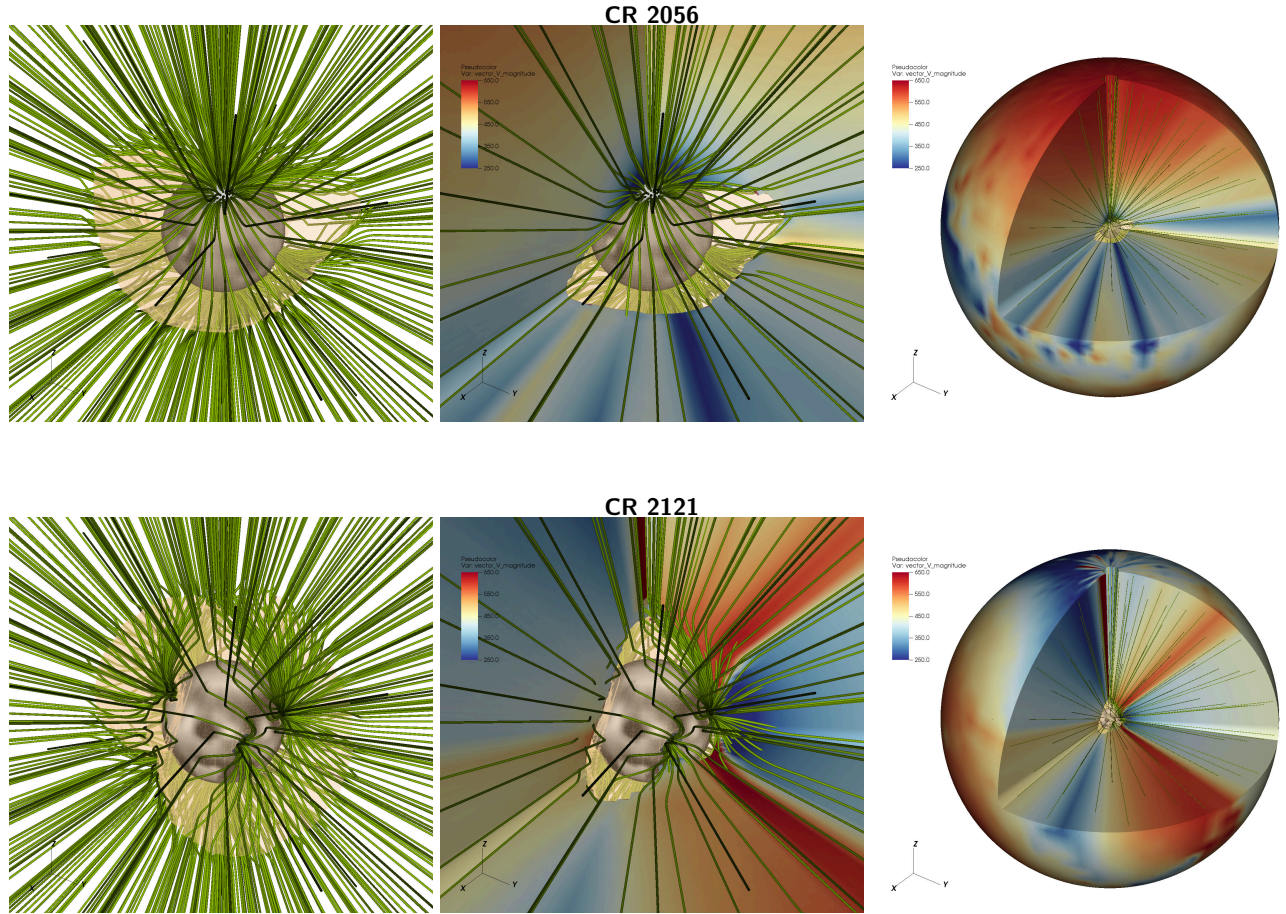 CR 2056
Pseudocolor
Var: vector_V_magnitude
650.0
550.0
450.0
350.0
250.0
Pseudocolor
Var: vector_V_magnitude
650.0
550.0
450.0
350.0
250.0
Z
X
Y
Z
X
Y
Z
X
Y
CR 2121
Pseudocolor
Var: vector_V_magnitude
650.0
550.0
450.0
350.0
250.0
Pseudocolor
Var: vector_V_magnitude
650.0
550.0
450.0
350.0
250.0
Z
X
Y
Z
X
Y
Z
X
Y